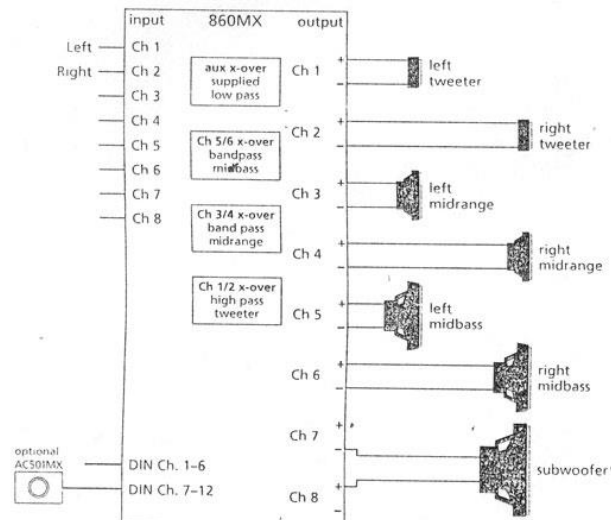 input 860MX output
Left Ch 1
Right Ch 2
Ch 3
Ch 4
Ch 5
Ch 6
Ch 7
Ch 8
aux x-over
supplied
low pass
Ch 5/6 x-over
bandpass
midbass
Ch 3/4 x-over
band pass
midrange
Ch 1/2 x-over
high pass
tweeter
Ch 1
+
−
left
tweeter
Ch 2
+
−
right
tweeter
Ch 3
+
−
left
midrange
Ch 4
+
−
right
midrange
Ch 5
+
−
left
midbass
Ch 6
+
−
right
midbass
Ch 7
+
−
Ch 8
+
−
subwoofer
optional
AC501MX
DIN Ch. 1–6
DIN Ch. 7–12